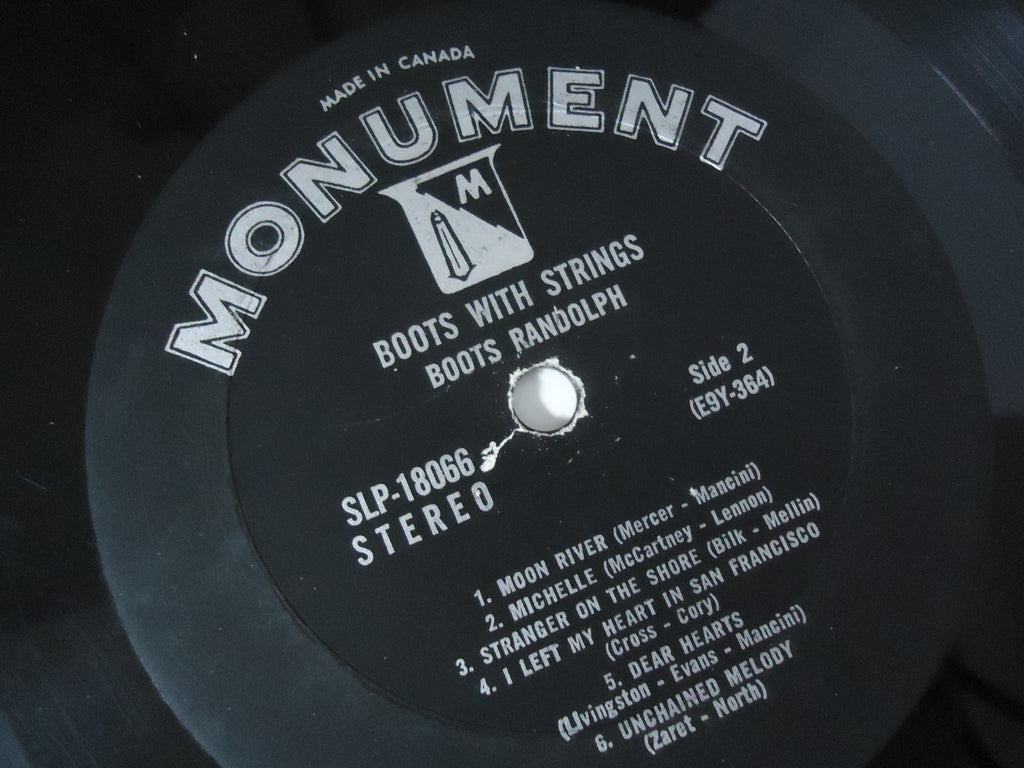 MADE IN CANADA
MONUMENT
M
BOOTS WITH STRINGS
BOOTS RANDOLPH
Side 2
(E9Y-364)
SLP-18066
STEREO
1. MOON RIVER (Mercer - Mancini)
2. MICHELLE (McCartney - Lennon)
3. STRANGER ON THE SHORE (Bilk - Mellin)
4. I LEFT MY HEART IN SAN FRANCISCO
(Cross - Cory)
5. DEAR HEARTS
(Livingston - Evans - Mancini)
6. UNCHAINED MELODY
(Zaret - North)